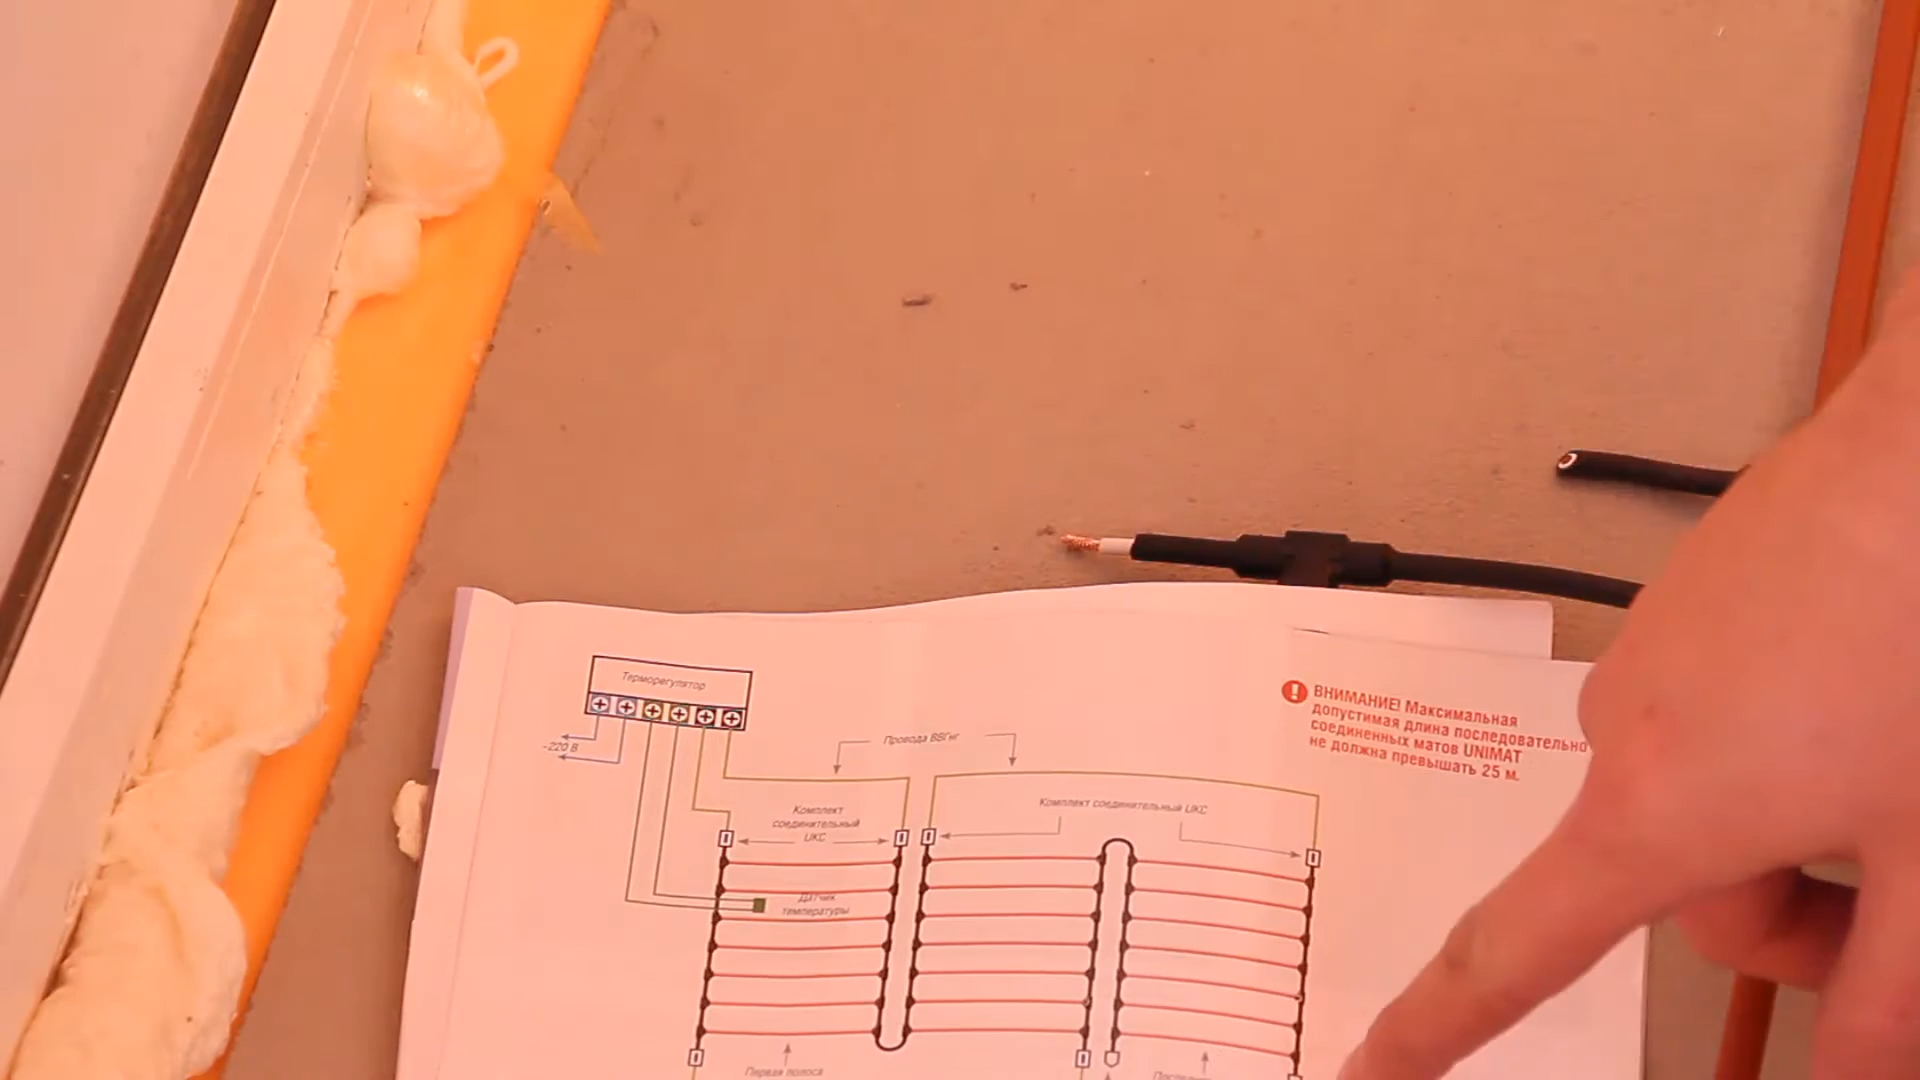 Терморегулятор
~220 В
Провода ВВГнг
ВНИМАНИЕ! Максимальная
допустимая длина последовательно
соединенных матов UNIMAT
не должна превышать 25 м.
Комплект
соединительный
UKC
Комплект соединительный UKC
Датчик
температуры
Первая полоса